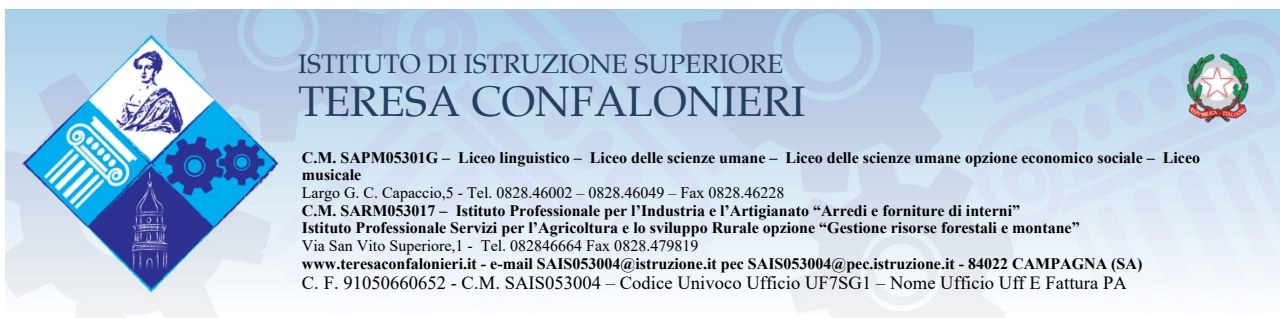 ISTITUTO DI ISTRUZIONE SUPERIORE
TERESA CONFALONIERI
C.M. SAPM05301G – Liceo linguistico – Liceo delle scienze umane – Liceo delle scienze umane opzione economico sociale – Liceo
musicale
Largo G. C. Capaccio,5 - Tel. 0828.46002 – 0828.46049 – Fax 0828.46228
C.M. SARM053017 – Istituto Professionale per l’Industria e l’Artigianato “Arredi e forniture di interni”
Istituto Professionale Servizi per l’Agricoltura e lo sviluppo Rurale opzione “Gestione risorse forestali e montane”
Via San Vito Superiore,1 - Tel. 082846664 Fax 0828.479819
www.teresaconfalonieri.it - e-mail SAIS053004@istruzione.it pec SAIS053004@pec.istruzione.it - 84022 CAMPAGNA (SA)
C. F. 91050660652 - C.M. SAIS053004 – Codice Univoco Ufficio UF7SG1 – Nome Ufficio Uff E Fattura PA